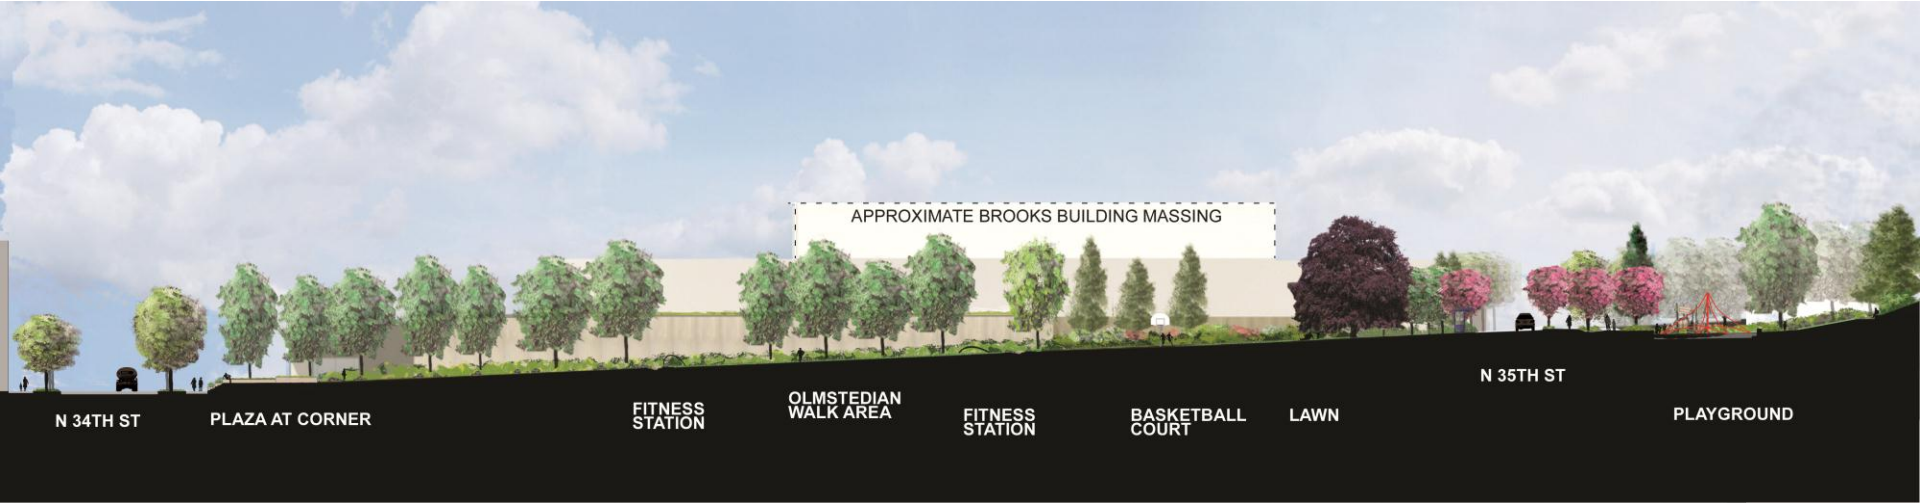 APPROXIMATE BROOKS BUILDING MASSING
N 34TH ST
PLAZA AT CORNER
FITNESS
STATION
OLMSTEDIAN
WALK AREA
FITNESS
STATION
BASKETBALL
COURT
LAWN
N 35TH ST
PLAYGROUND